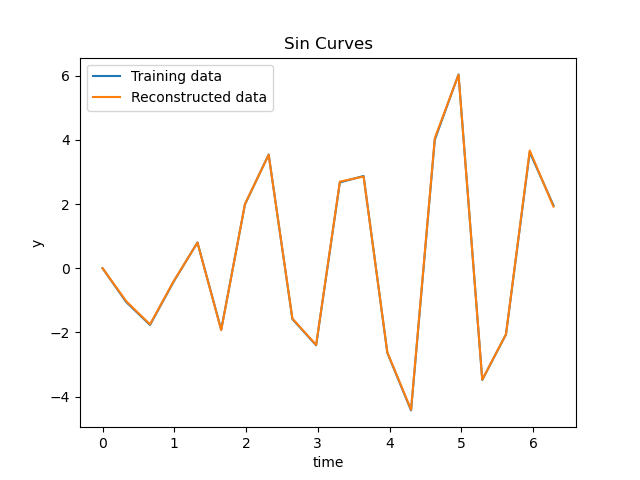 Sin Curves
Training data
Reconstructed data
6
4
2
0
−2
−4
y
0 1 2 3 4 5 6
time